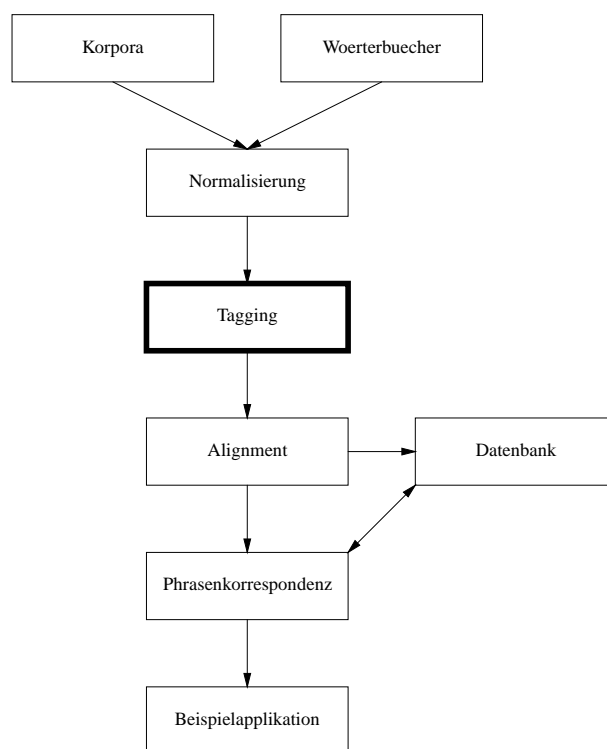 Korpora
Woerterbuecher
Normalisierung
Tagging
Alignment
Datenbank
Phrasenkorrespondenz
Beispielapplikation